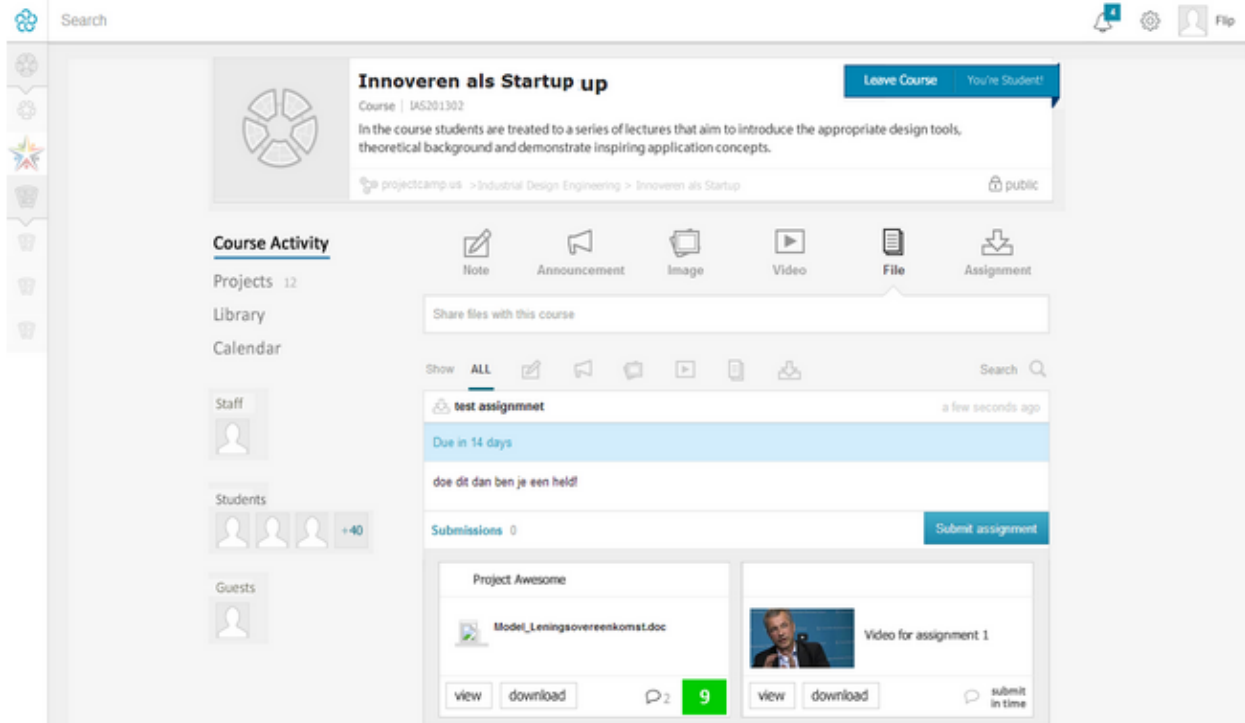 Search
4
Flip
Innoveren als Startup up
Leave Course
You're Student!
Course | IAS201302
In the course students are treated to a series of lectures that aim to introduce the appropriate design tools,
theoretical background and demonstrate inspiring application concepts.
projectcamp.us >Industrial Design Engineering > Innoveren als Startup
public
Course Activity
Projects 12
Library
Calendar
Staff
Students
+40
Guests
Note
Announcement
Image
Video
File
Assignment
Share files with this course
Show ALL
Search
test assignmnet
a few seconds ago
Due in 14 days
doe dit dan ben je een held!
Submissions 0
Submit assignment
Project Awesome
Model_Leningsovereenkomst.doc
view
download
2
9
Video for assignment 1
view
download
submit
in time